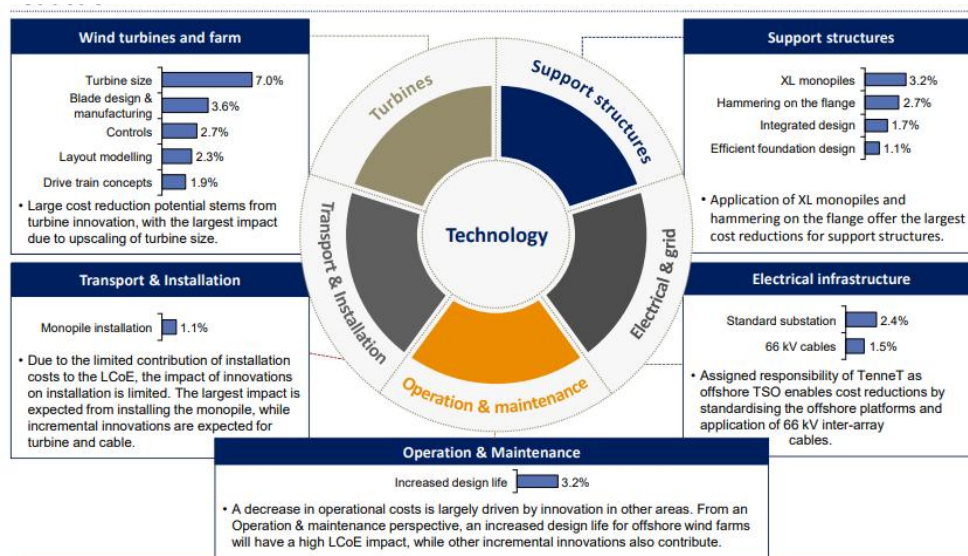 Wind turbines and farm
Turbine size 7.0%
Blade design &
manufacturing 3.6%
Controls 2.7%
Layout modelling 2.3%
Drive train concepts 1.9%
• Large cost reduction potential stems from
turbine innovation, with the largest impact
due to upscaling of turbine size.
Support structures
XL monopiles 3.2%
Hammering on the flange 2.7%
Integrated design 1.7%
Efficient foundation design 1.1%
• Application of XL monopiles and
hammering on the flange offer the largest
cost reductions for support structures.
Turbines
Support structures
Technology
Transport & Installation
Electrical & grid
Operation & maintenance
Transport & Installation
Monopile installation 1.1%
• Due to the limited contribution of installation
costs to the LCoE, the impact of innovations
on installation is limited. The largest impact
is expected from installing the monopile, while
incremental innovations are expected for
turbine and cable.
Electrical infrastructure
Standard substation 2.4%
66 kV cables 1.5%
• Assigned responsibility of TenneT as
offshore TSO enables cost reductions by
standardising the offshore platforms and
application of 66 kV inter-array
cables.
Operation & Maintenance
Increased design life 3.2%
• A decrease in operational costs is largely driven by innovation in other areas. From an
Operation & maintenance perspective, an increased design life for offshore wind farms
will have a high LCoE impact, while other incremental innovations also contribute.